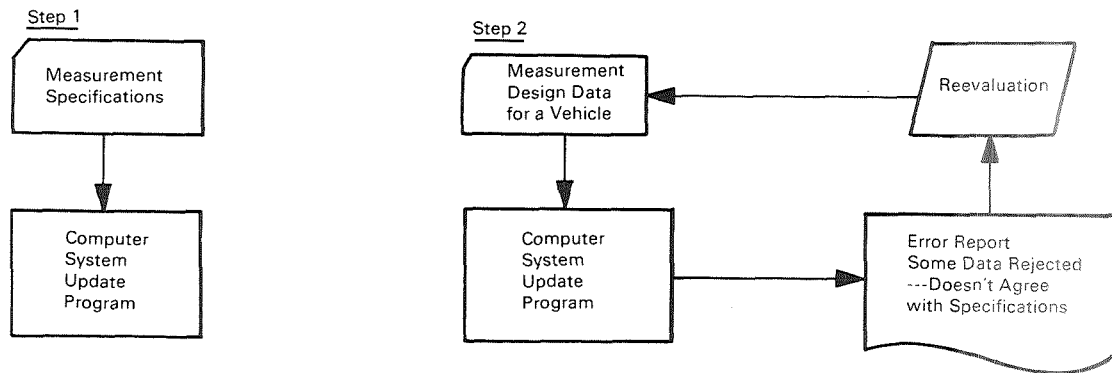 Step 1
Measurement
Specifications
Computer
System
Update
Program
Step 2
Measurement
Design Data
for a Vehicle
Computer
System
Update
Program
Error Report
Some Data Rejected
---Doesn't Agree
with Specifications
Reevaluation